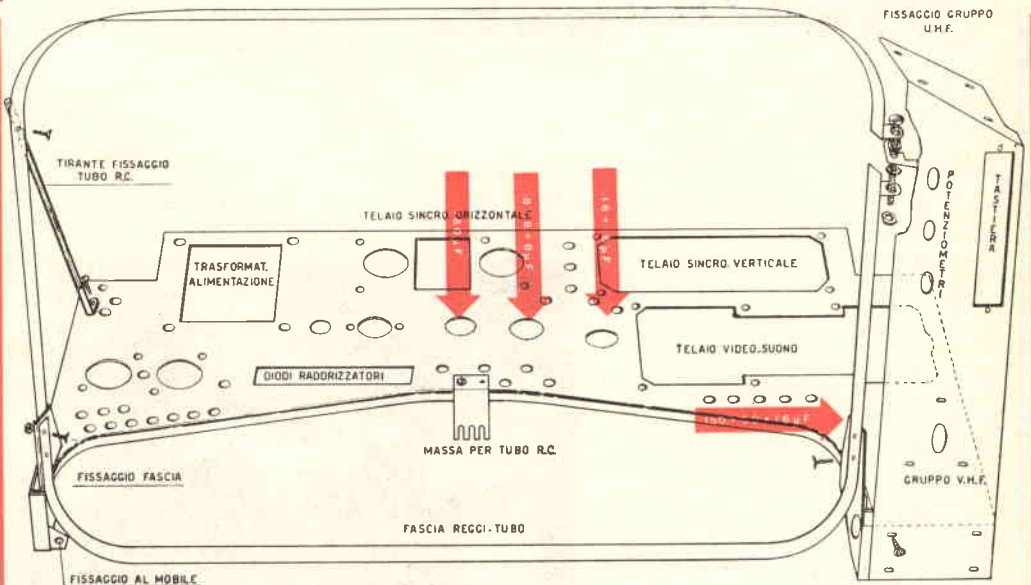 FISSAGGIO GRUPPO
U.H.F.
TIRANTE FISSAGGIO
TUBO R.C.
TELAIO SINCRO ORIZZONTALE
POTENZIOMETRI
TASTIERA
TRASFORMAT.
ALIMENTAZIONE
TELAIO SINCRO. VERTICALE
TELAIO VIDEO.SUONO
DIODI RADDRIZZATORI
MASSA PER TUBO R.C.
FISSAGGIO FASCIA
GRUPPO V.H.F.
FASCIA REGGI-TUBO
FISSAGGIO AL MOBILE